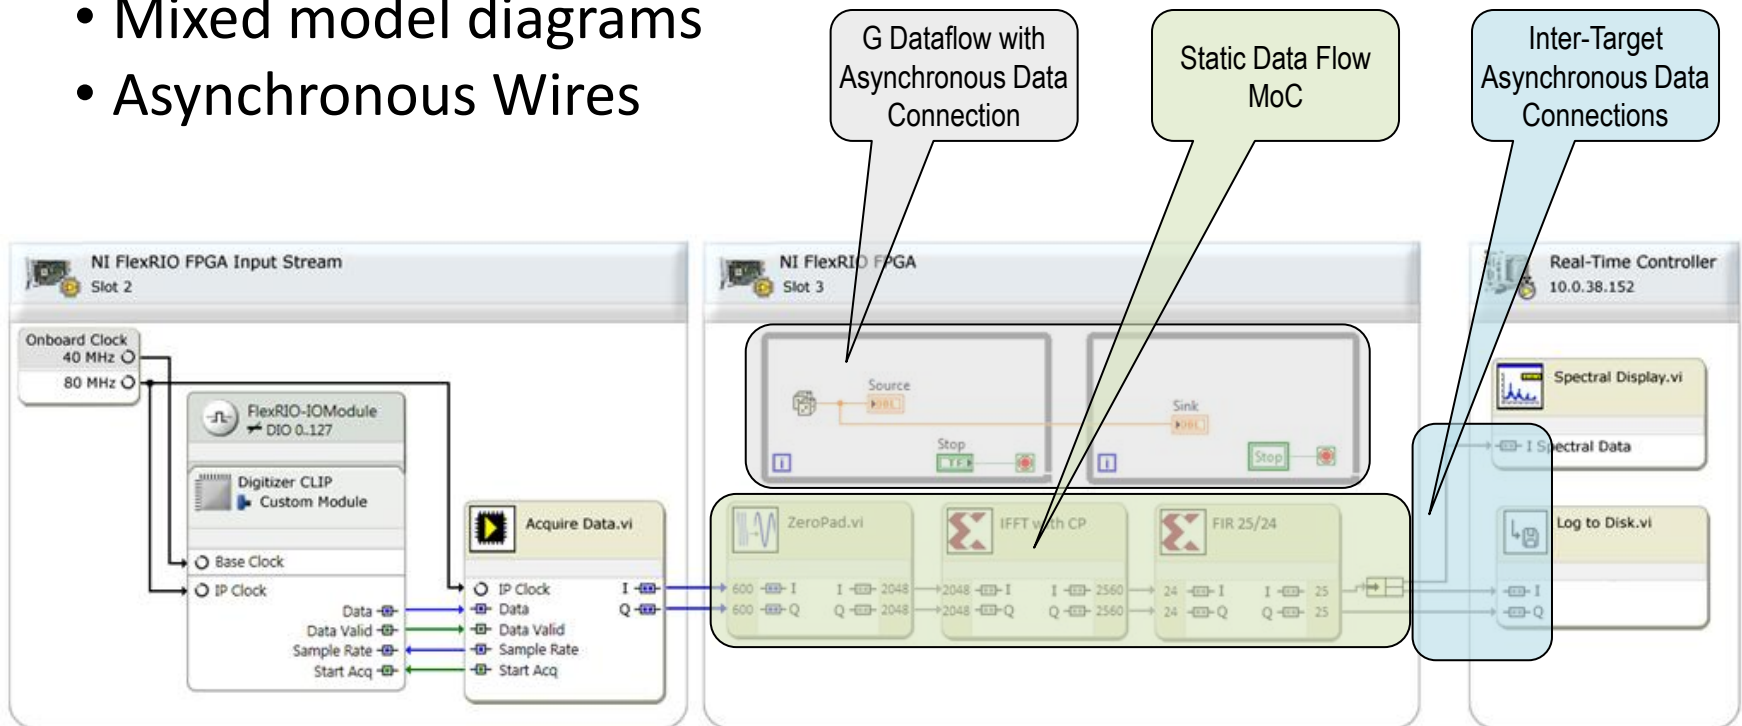 • Mixed model diagrams
• Asynchronous Wires
G Dataflow with
Asynchronous Data
Connection
Static Data Flow
MoC
Inter-Target
Asynchronous Data
Connections
NI FlexRIO FPGA Input Stream
Slot 2
Onboard Clock
40 MHz
80 MHz
FlexRIO-IOModule
DIO 0..127
Digitizer CLIP
Custom Module
Base Clock
IP Clock
Data
Data Valid
Sample Rate
Start Acq
Acquire Data.vi
IP Clock I
Data Q
Data Valid
Sample Rate
Start Acq
NI FlexRIO FPGA
Slot 3
Source
DBL
Stop
TF
i
Sink
DBL
Stop
i
ZeroPad.vi
600 I I 2048
600 Q Q 2048
IFFT with CP
2048 I I 2560
2048 Q Q 2560
FIR 25/24
24 I I 25
24 Q Q 25
Real-Time Controller
10.0.38.152
Spectral Display.vi
I Spectral Data
Log to Disk.vi
I
Q